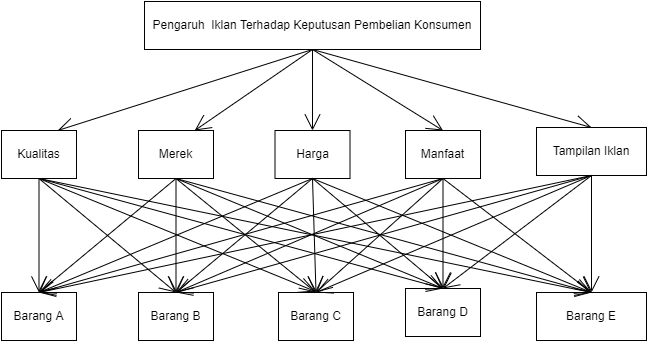 Pengaruh Iklan Terhadap Keputusan Pembelian Konsumen
Kualitas
Merek
Harga
Manfaat
Tampilan Iklan
Barang A
Barang B
Barang C
Barang D
Barang E